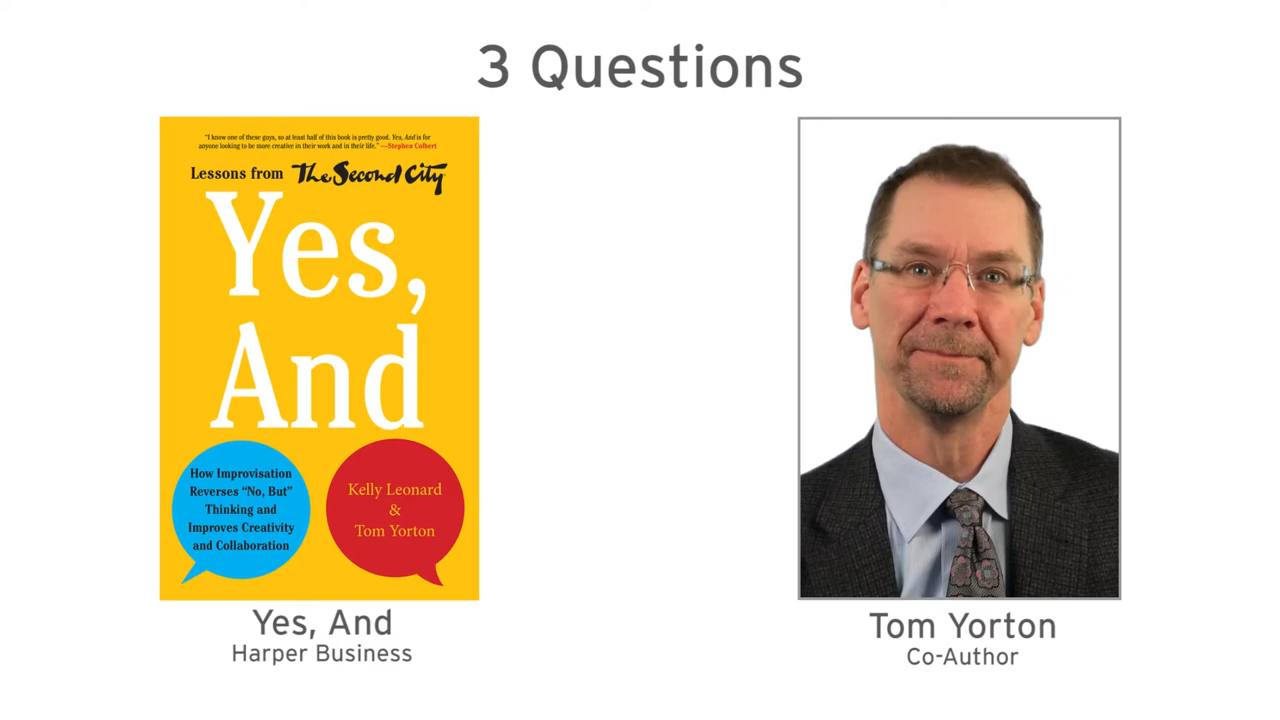 3 Questions
"I know one of these guys, so at least half of this book is pretty good. Yes, And is for
anyone looking to be more creative in their work and in their life." —Stephen Colbert
Lessons from The Second City
Yes,
And
How Improvisation
Reverses "No, But"
Thinking and
Improves Creativity
and Collaboration
Kelly Leonard
&
Tom Yorton
Yes, And
Harper Business
Tom Yorton
Co-Author